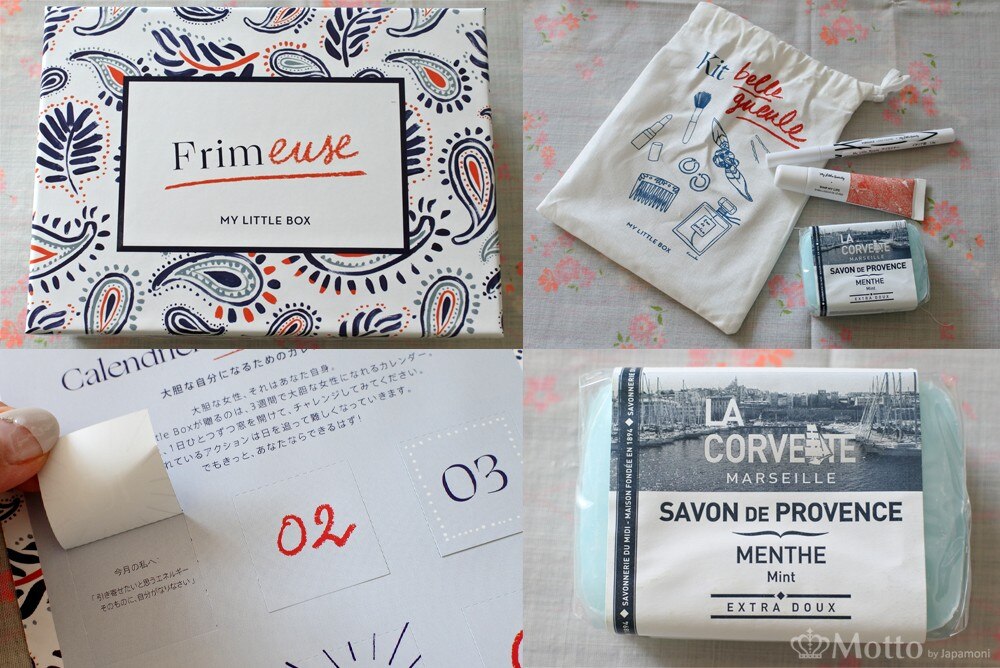 Frimeuse
MY LITTLE BOX
Kit belle
gueule
MY LITTLE BOX
My Little Beauty
LA
CORVETTE
MARSEILLE
SAVON DE PROVENCE
MENTHE
Mint
EXTRA DOUX
Calendrier
大胆な自分になるためのカレ
大胆な女性、それはあなた自身。
tle Boxが贈るのは、3週間で大胆な女性になれるカレンダー。
、1日ひとつずつ窓を開けて、チャレンジしてみてください。
れているアクションは日を追って難しくなっていきます。
でもきっと、あなたならできるはず!
02
03
今月の私へ
「引き寄せたいと思うエネルギー
そのものに、自分がなりなさい」
LA
CORVETTE
MARSEILLE
SAVON DE PROVENCE
MENTHE
Mint
EXTRA DOUX
SAVONNERIE DU MIDI - MAISON FONDÉE EN 1894
SAVONNERIE
Motto by Japamoni